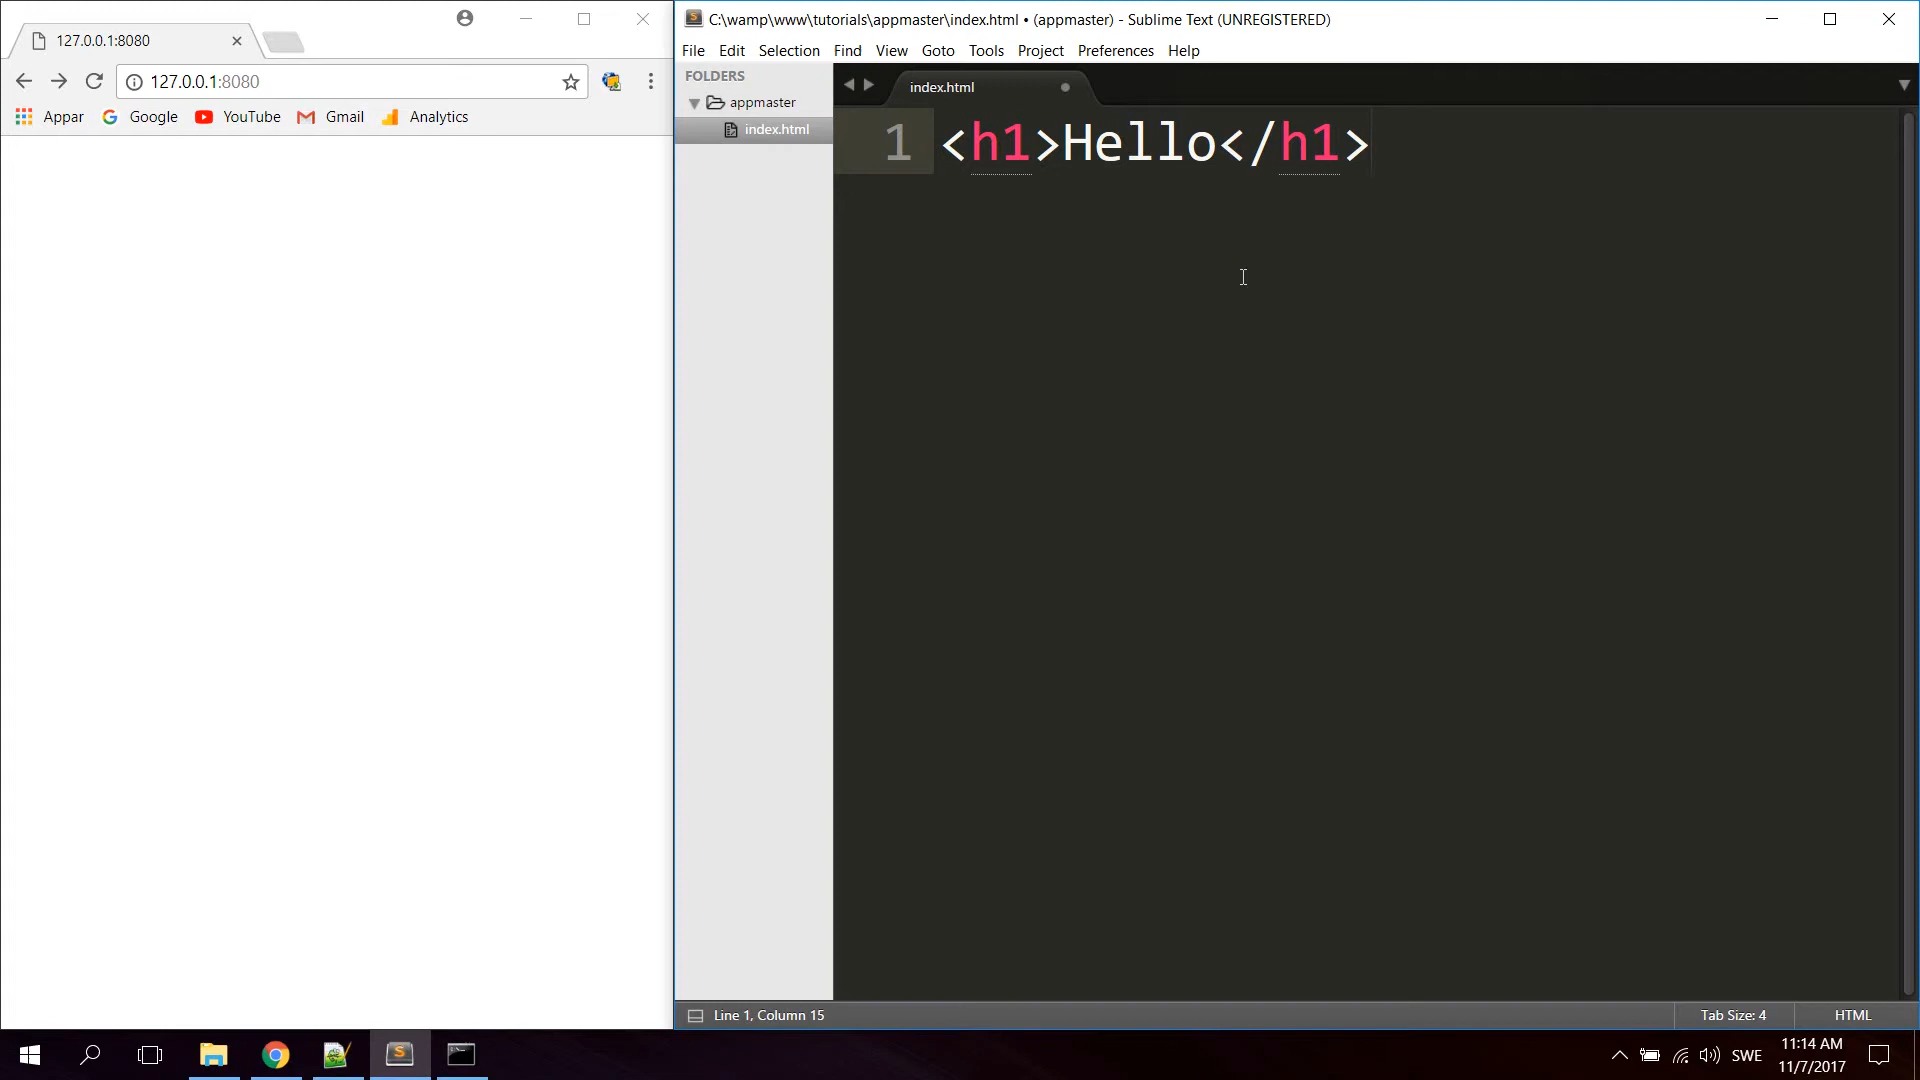 127.0.0.1:8080
127.0.0.1:8080
Appar Google YouTube Gmail Analytics
C:\wamp\www\tutorials\appmaster\index.html • (appmaster) - Sublime Text (UNREGISTERED)
File Edit Selection Find View Goto Tools Project Preferences Help
FOLDERS
appmaster
index.html
index.html
1 <h1>Hello</h1>
Line 1, Column 15
Tab Size: 4
HTML
SWE
11:14 AM
11/7/2017